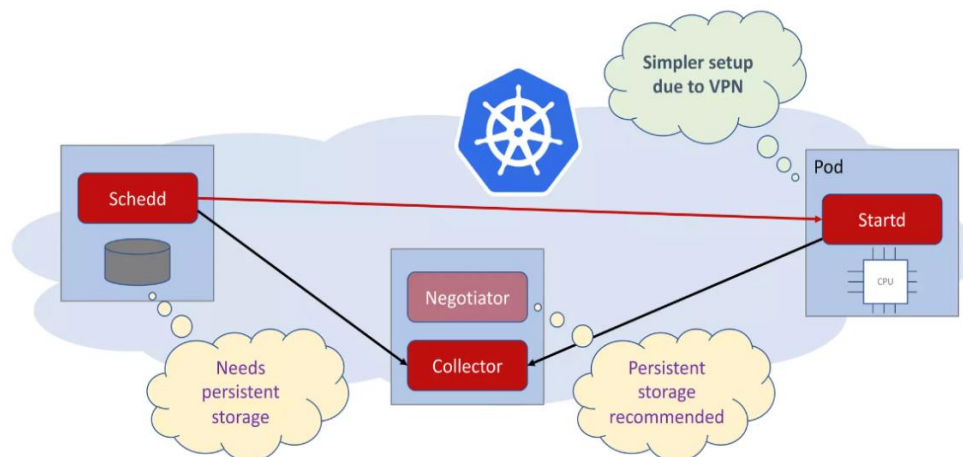 Simpler setup
due to VPN
Schedd
Pod
Startd
CPU
Negotiator
Collector
Needs
persistent
storage
Persistent
storage
recommended